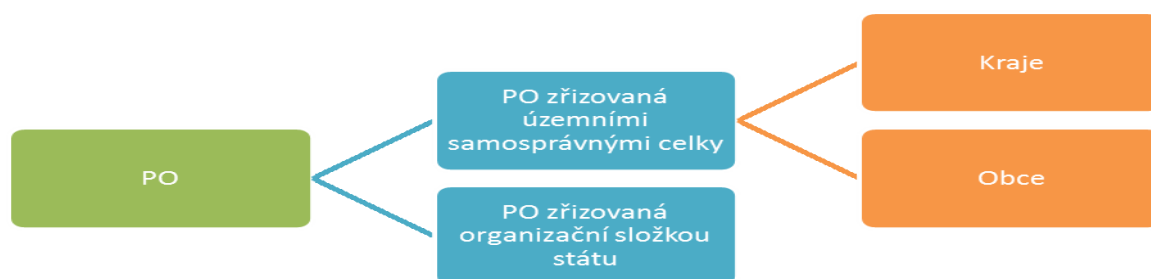 PO
PO zřizovaná
územními
samosprávnými celky
PO zřizovaná
organizační složkou
státu
Kraje
Obce